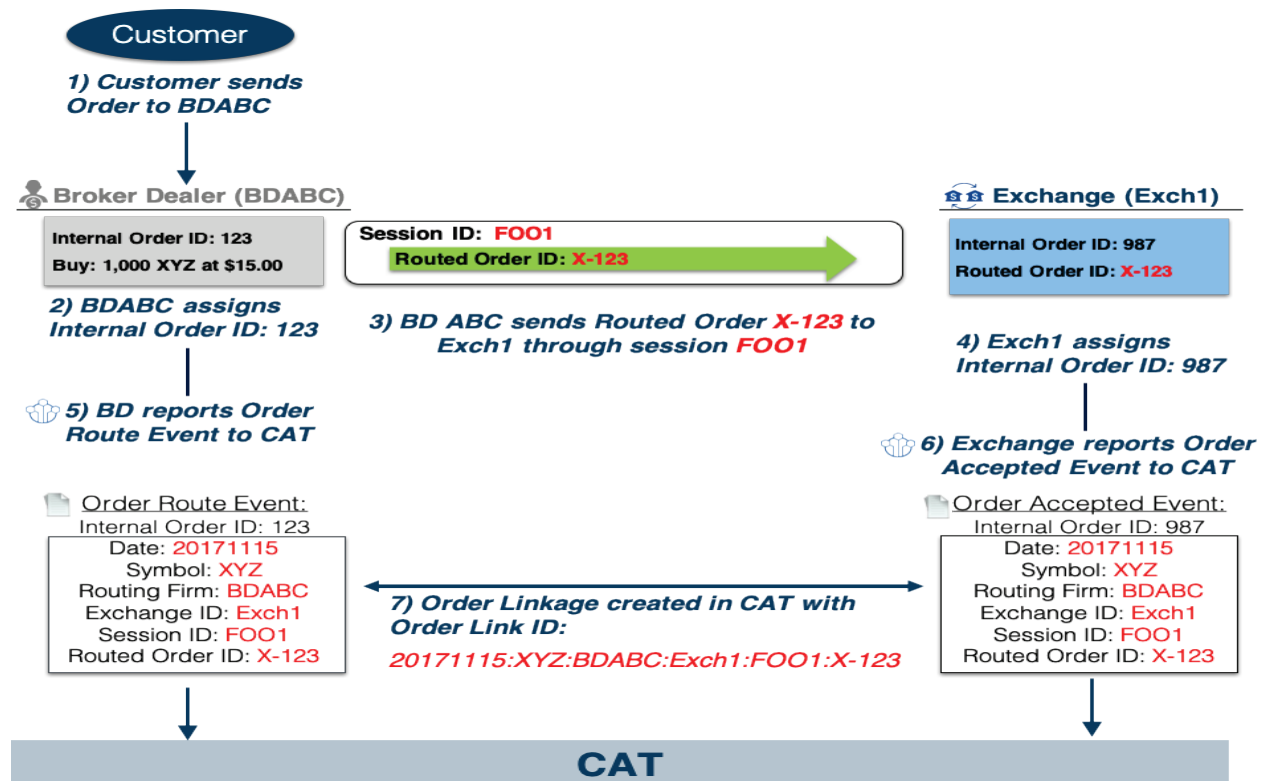 Customer
1) Customer sends
Order to BDABC
Broker Dealer (BDABC)
Internal Order ID: 123
Buy: 1,000 XYZ at $15.00
2) BDABC assigns
Internal Order ID: 123
Session ID: FOO1
Routed Order ID: X-123
3) BD ABC sends Routed Order X-123 to
Exch1 through session FOO1
Exchange (Exch1)
Internal Order ID: 987
Routed Order ID: X-123
4) Exch1 assigns
Internal Order ID: 987
5) BD reports Order
Route Event to CAT
6) Exchange reports Order
Accepted Event to CAT
Order Route Event:
Internal Order ID: 123
Date: 20171115
Symbol: XYZ
Routing Firm: BDABC
Exchange ID: Exch1
Session ID: FOO1
Routed Order ID: X-123
7) Order Linkage created in CAT with
Order Link ID:
20171115:XYZ:BDABC:Exch1:FOO1:X-123
Order Accepted Event:
Internal Order ID: 987
Date: 20171115
Symbol: XYZ
Routing Firm: BDABC
Exchange ID: Exch1
Session ID: FOO1
Routed Order ID: X-123
CAT